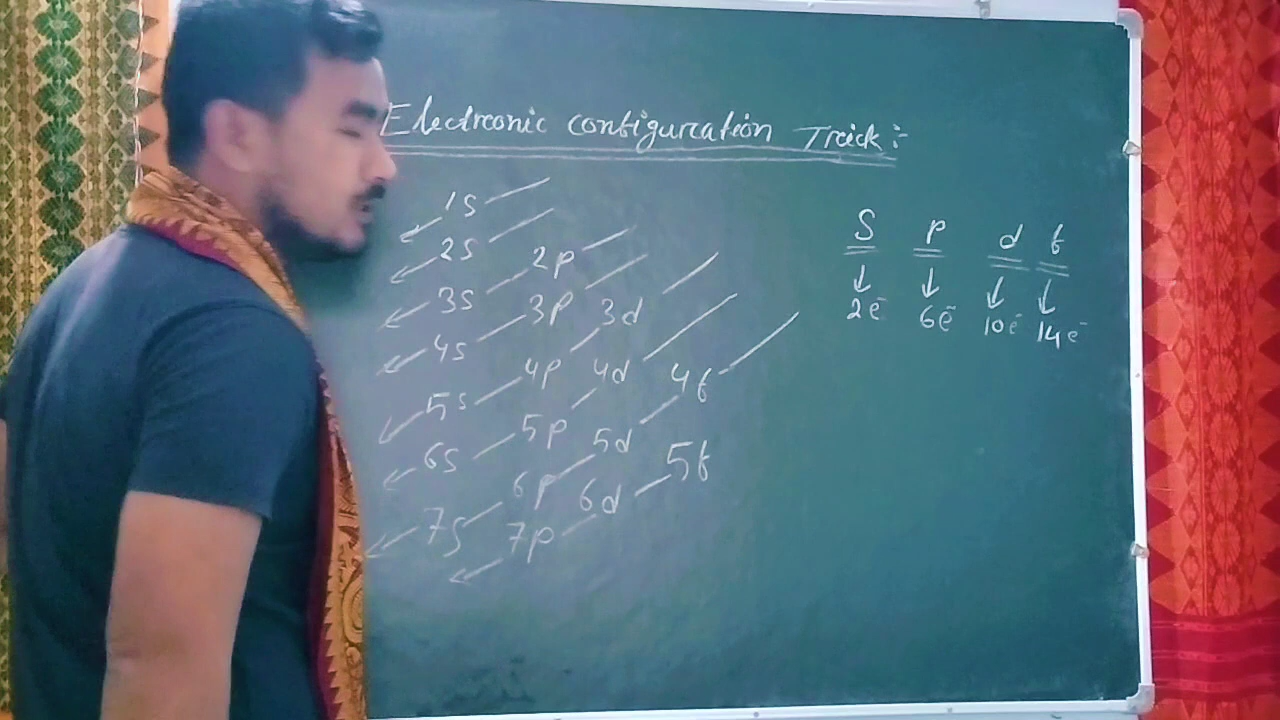 Electronic configuration Trick :-
1s
2s 2p
3s 3p 3d
4s 4p 4d 4f
5s 5p 5d 5f
6s 6p 6d
7s 7p
S p d f
2e⁻ 6e⁻ 10e⁻ 14e⁻